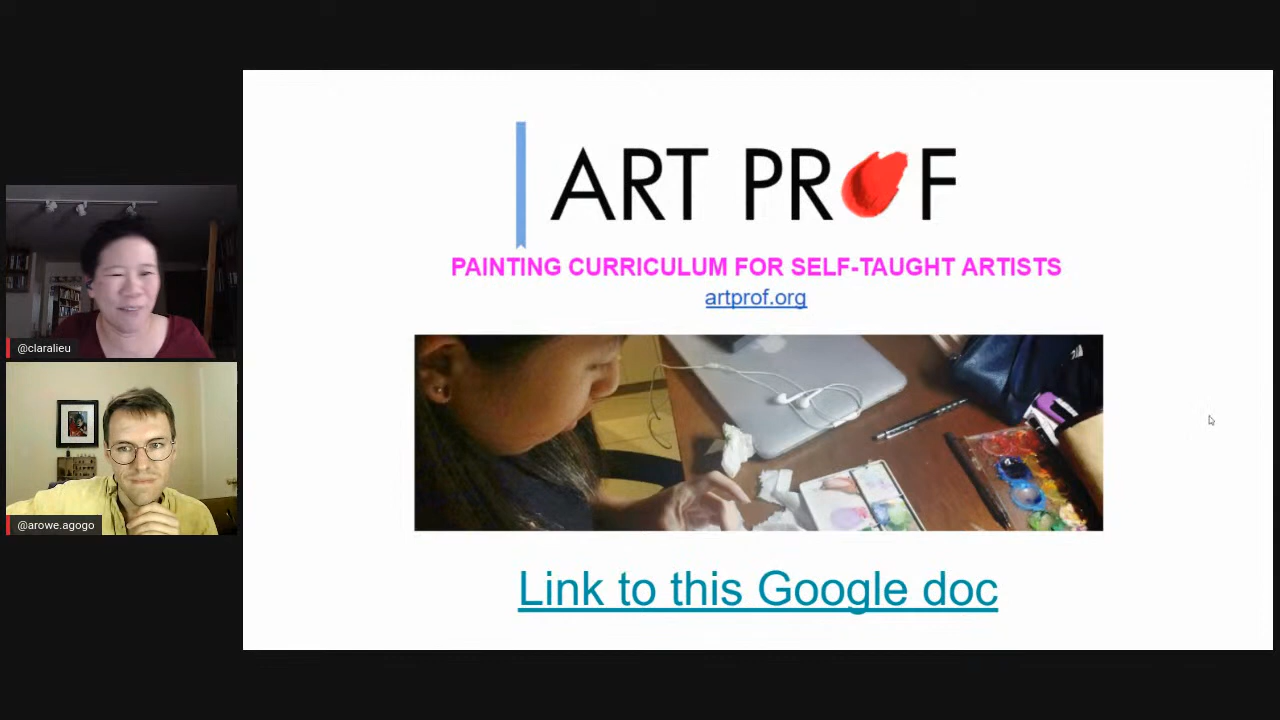 ART PROF
PAINTING CURRICULUM FOR SELF-TAUGHT ARTISTS
artprof.org
@claralieu
@arowe.agogo
Link to this Google doc